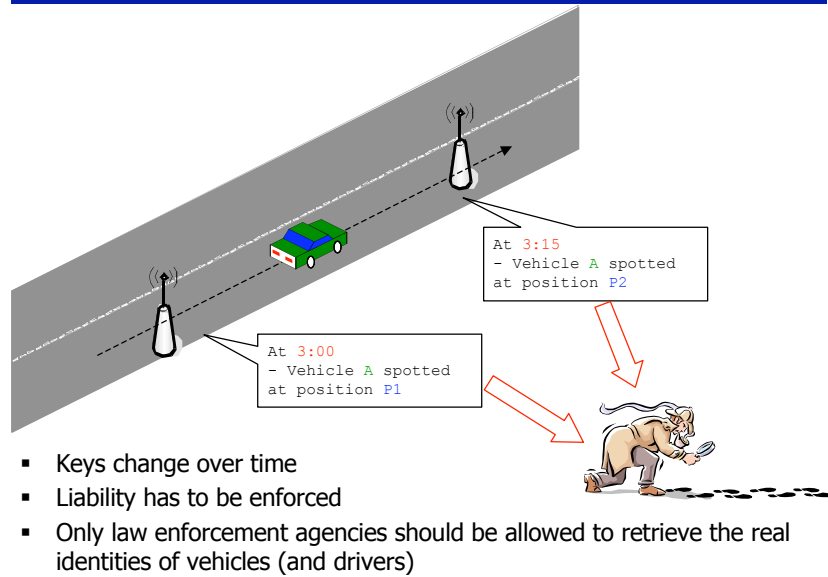 At 3:15
- Vehicle A spotted
at position P2
At 3:00
- Vehicle A spotted
at position P1
▪ Keys change over time
▪ Liability has to be enforced
▪ Only law enforcement agencies should be allowed to retrieve the real
identities of vehicles (and drivers)